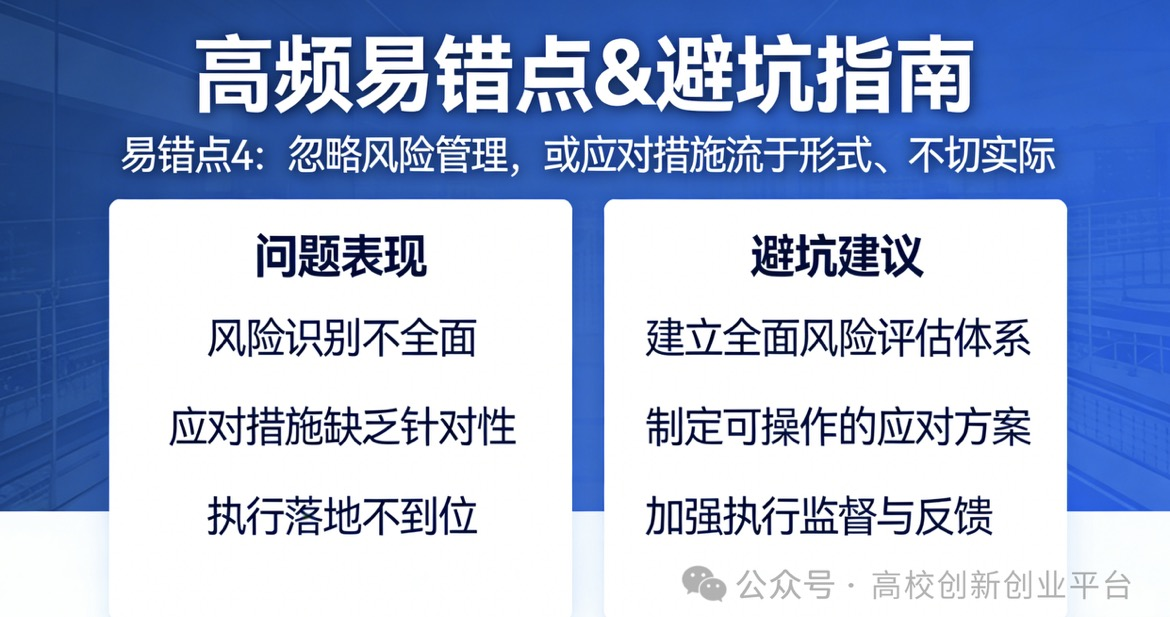 高频易错点&避坑指南
易错点4：忽略风险管理，或应对措施流于形式、不切实际
问题表现
风险识别不全面
应对措施缺乏针对性
执行落地不到位
避坑建议
建立全面风险评估体系
制定可操作的应对方案
加强执行监督与反馈
公众号·高校创新创业平台